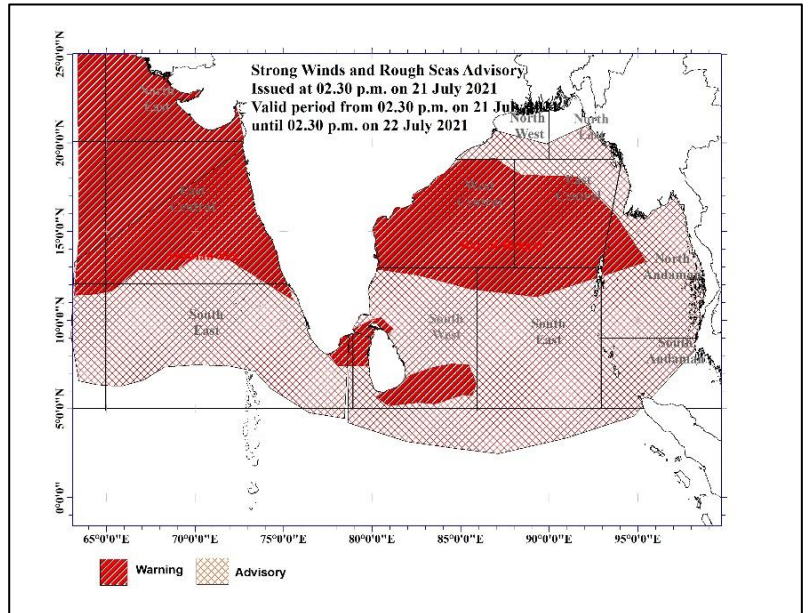 Strong Winds and Rough Seas Advisory
Issued at 02.30 p.m. on 21 July 2021
Valid period from 02.30 p.m. on 21 July 2021
until 02.30 p.m. on 22 July 2021
25°0'0"N
20°0'0"N
15°0'0"N
10°0'0"N
5°0'0"N
0°0'0"
North
East
North
West
North
East
East
Central
West
Central
East
Central
North
Andaman
South
East
South
West
South
East
South
Andaman
65°0'0"E
70°0'0"E
75°0'0"E
80°0'0"E
85°0'0"E
90°0'0"E
95°0'0"E
Warning
Advisory